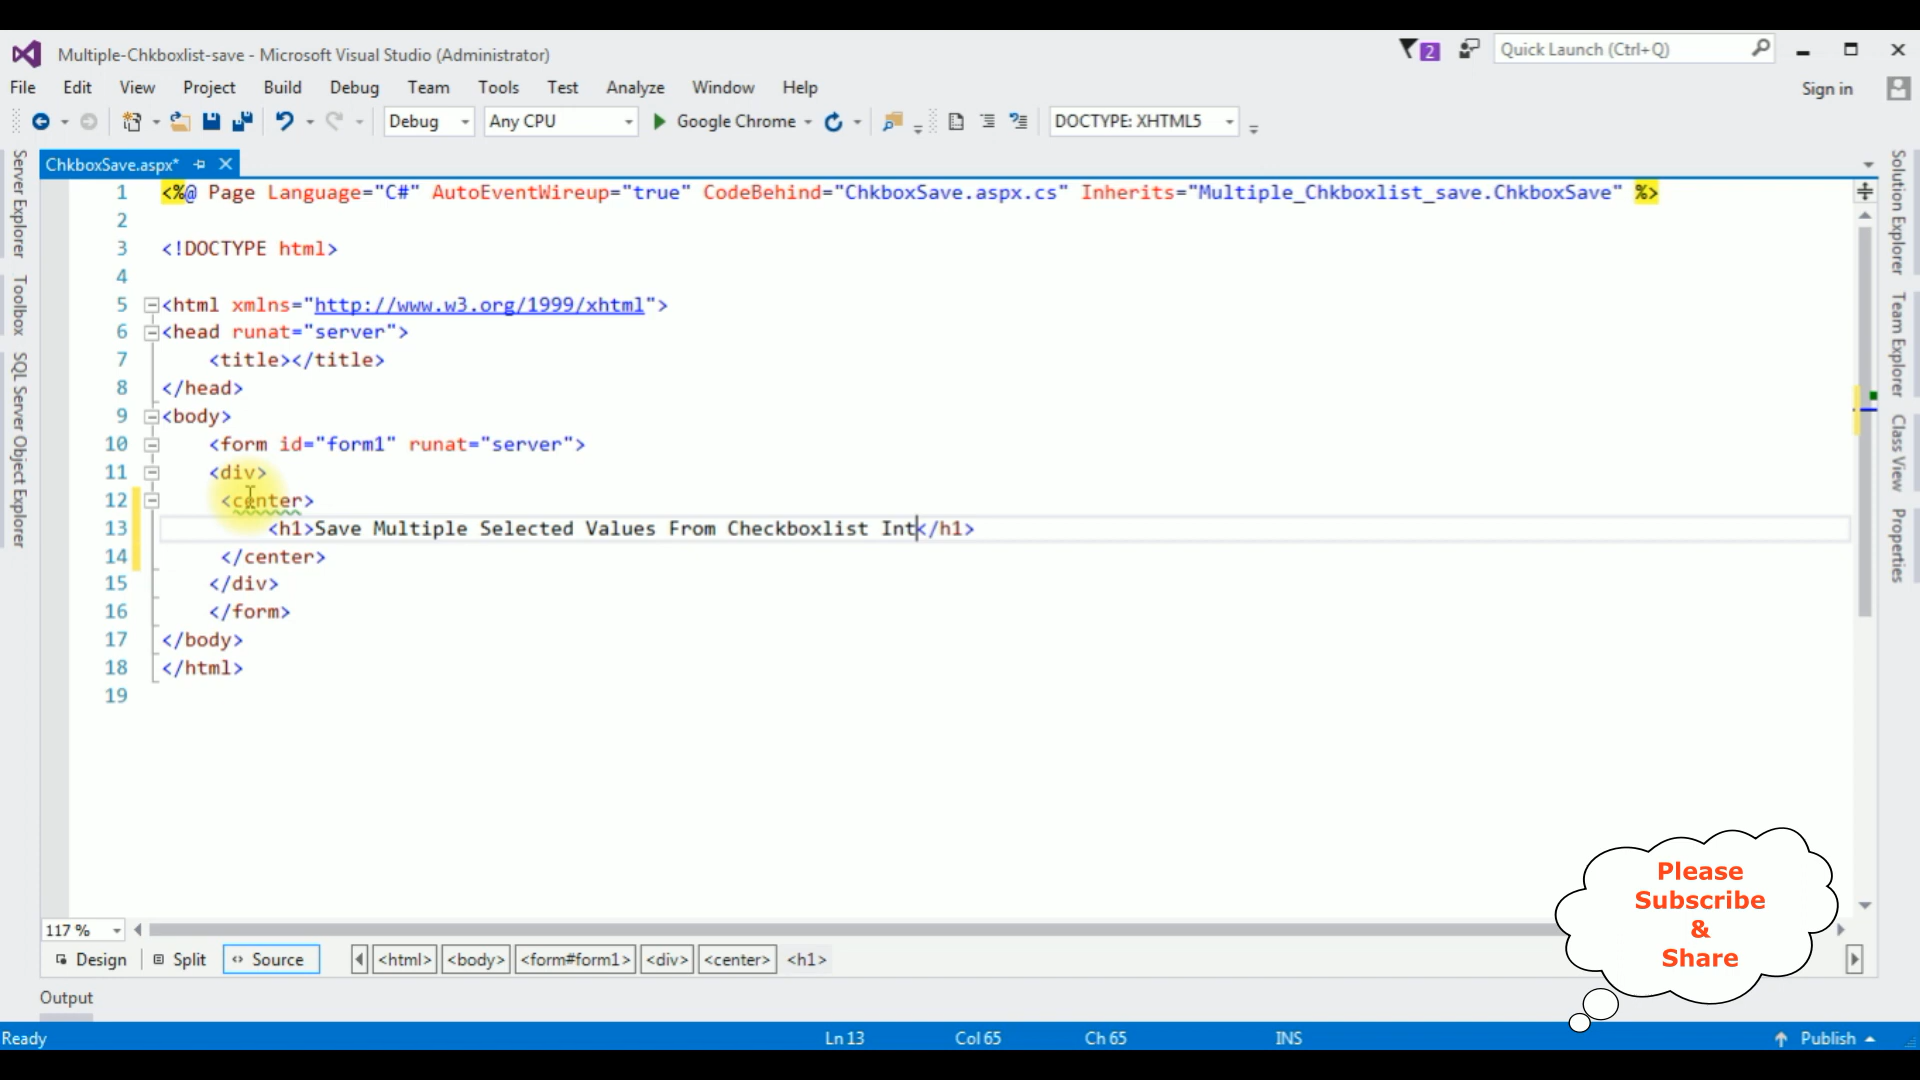 Multiple-Chkboxlist-save - Microsoft Visual Studio (Administrator)
2
Quick Launch (Ctrl+Q)
File Edit View Project Build Debug Team Tools Test Analyze Window Help
Sign in
Debug Any CPU Google Chrome DOCTYPE: XHTML5
ChkboxSave.aspx*
1 <%@ Page Language="C#" AutoEventWireup="true" CodeBehind="ChkboxSave.aspx.cs" Inherits="Multiple_Chkboxlist_save.ChkboxSave" %>
2
3 <!DOCTYPE html>
4
5 <html xmlns="http://www.w3.org/1999/xhtml">
6 <head runat="server">
7 <title></title>
8 </head>
9 <body>
10 <form id="form1" runat="server">
11 <div>
12 <center>
13 <h1>Save Multiple Selected Values From Checkboxlist Int</h1>
14 </center>
15 </div>
16 </form>
17 </body>
18 </html>
19
Server Explorer
Toolbox
SQL Server Object Explorer
Solution Explorer
Team Explorer
Class View
Properties
Please
Subscribe
&
Share
117 %
Design Split Source <html> <body> <form#form1> <div> <center> <h1>
Output
Ready Ln 13 Col 65 Ch 65 INS Publish